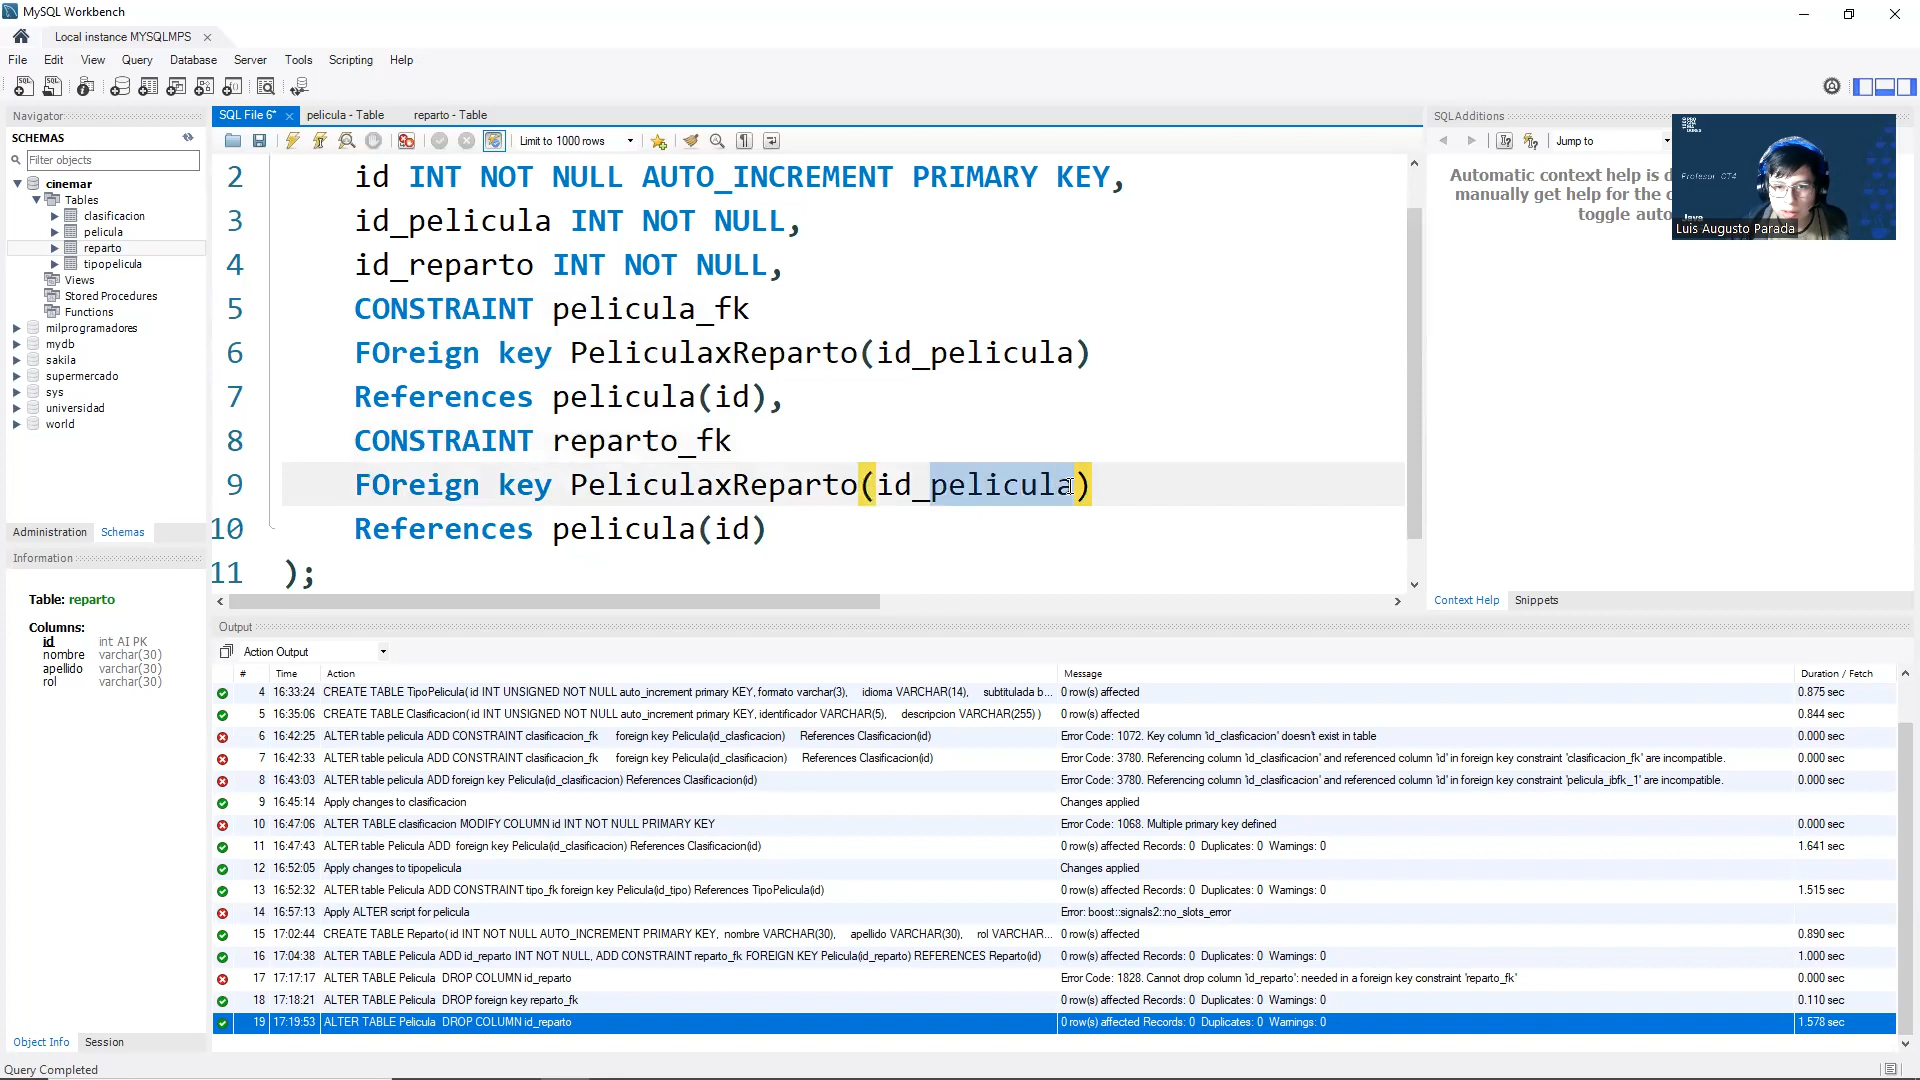 MySQL Workbench
Local instance MYSQLMPS
File Edit View Query Database Server Tools Scripting Help
Navigator
SCHEMAS
Filter objects
cinemar
Tables
clasificacion
pelicula
reparto
tipopelicula
Views
Stored Procedures
Functions
milprogramadores
mydb
sakila
supermercado
sys
universidad
world
Administration Schemas
Information
Table: reparto
Columns:
id int AI PK
nombre varchar(30)
apellido varchar(30)
rol varchar(30)
Object Info Session
Query Completed
SQL File 6* pelicula - Table reparto - Table
Limit to 1000 rows
2 id INT NOT NULL AUTO_INCREMENT PRIMARY KEY,
3 id_pelicula INT NOT NULL,
4 id_reparto INT NOT NULL,
5 CONSTRAINT pelicula_fk
6 FOreign key PeliculaxReparto(id_pelicula)
7 References pelicula(id),
8 CONSTRAINT reparto_fk
9 FOreign key PeliculaxReparto(id_pelicula)
10 References pelicula(id)
11 );
SQLAdditions
Jump to
Automatic context help is d
manually get help for the c
toggle auto
Profesor CT4
Java
Luis Augusto Parada
Context Help Snippets
Output
Action Output
# Time Action Message Duration / Fetch
4 16:33:24 CREATE TABLE TipoPelicula( id INT UNSIGNED NOT NULL auto_increment primary KEY, formato varchar(3), idioma VARCHAR(14), subtitulada b... 0 row(s) affected 0.875 sec
5 16:35:06 CREATE TABLE Clasificacion( id INT UNSIGNED NOT NULL auto_increment primary KEY, identificador VARCHAR(5), descripcion VARCHAR(255) ) 0 row(s) affected 0.844 sec
6 16:42:25 ALTER table pelicula ADD CONSTRAINT clasificacion_fk foreign key Pelicula(id_clasficacion) References Clasificacion(id) Error Code: 1072. Key column 'id_clasficacion' doesn't exist in table 0.000 sec
7 16:42:33 ALTER table pelicula ADD CONSTRAINT clasificacion_fk foreign key Pelicula(id_clasificacion) References Clasificacion(id) Error Code: 3780. Referencing column 'id_clasificacion' and referenced column 'id' in foreign key constraint 'clasificacion_fk' are incompatible. 0.000 sec
8 16:43:03 ALTER table pelicula ADD foreign key Pelicula(id_clasificacion) References Clasificacion(id) Error Code: 3780. Referencing column 'id_clasificacion' and referenced column 'id' in foreign key constraint 'pelicula_ibfk_1' are incompatible. 0.000 sec
9 16:45:14 Apply changes to clasificacion Changes applied
10 16:47:06 ALTER TABLE clasificacion MODIFY COLUMN id INT NOT NULL PRIMARY KEY Error Code: 1068. Multiple primary key defined 0.000 sec
11 16:47:43 ALTER table Pelicula ADD foreign key Pelicula(id_clasificacion) References Clasificacion(id) 0 row(s) affected Records: 0 Duplicates: 0 Warnings: 0 1.641 sec
12 16:52:05 Apply changes to tipopelicula Changes applied
13 16:52:32 ALTER table Pelicula ADD CONSTRAINT tipo_fk foreign key Pelicula(id_tipo) References TipoPelicula(id) 0 row(s) affected Records: 0 Duplicates: 0 Warnings: 0 1.515 sec
14 16:57:13 Apply ALTER script for pelicula Error: boost::signals2::no_slots_error
15 17:02:44 CREATE TABLE Reparto( id INT NOT NULL AUTO_INCREMENT PRIMARY KEY, nombre VARCHAR(30), apellido VARCHAR(30), rol VARCHAR... 0 row(s) affected 0.890 sec
16 17:04:38 ALTER TABLE Pelicula ADD id_reparto INT NOT NULL, ADD CONSTRAINT reparto_fk FOREIGN KEY Pelicula(id_reparto) REFERENCES Reparto(id) 0 row(s) affected Records: 0 Duplicates: 0 Warnings: 0 1.000 sec
17 17:17:17 ALTER TABLE Pelicula DROP COLUMN id_reparto Error Code: 1828. Cannot drop column 'id_reparto': needed in a foreign key constraint 'reparto_fk' 0.000 sec
18 17:18:21 ALTER TABLE Pelicula DROP foreign key reparto_fk 0 row(s) affected Records: 0 Duplicates: 0 Warnings: 0 0.110 sec
19 17:19:53 ALTER TABLE Pelicula DROP COLUMN id_reparto 0 row(s) affected Records: 0 Duplicates: 0 Warnings: 0 1.578 sec